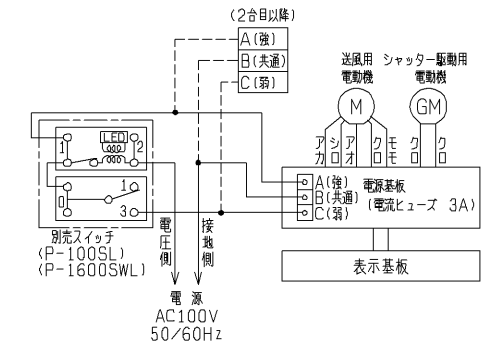 (2台目以降)
A(強)
B(共通)
C(弱)
送風用
電動機
シャッター駆動用
電動機
M
GM
LED
1
2
アカ
シロ
アオ
クロ
モモ
クロ
クロ
1
3
0
A(強)
B(共通)
C(弱)
電源基板
(電流ヒューズ 3A)
別売スイッチ
(P-100SL)
(P-1600SWL)
電圧側
接地側
表示基板
電源
AC100V
50/60Hz